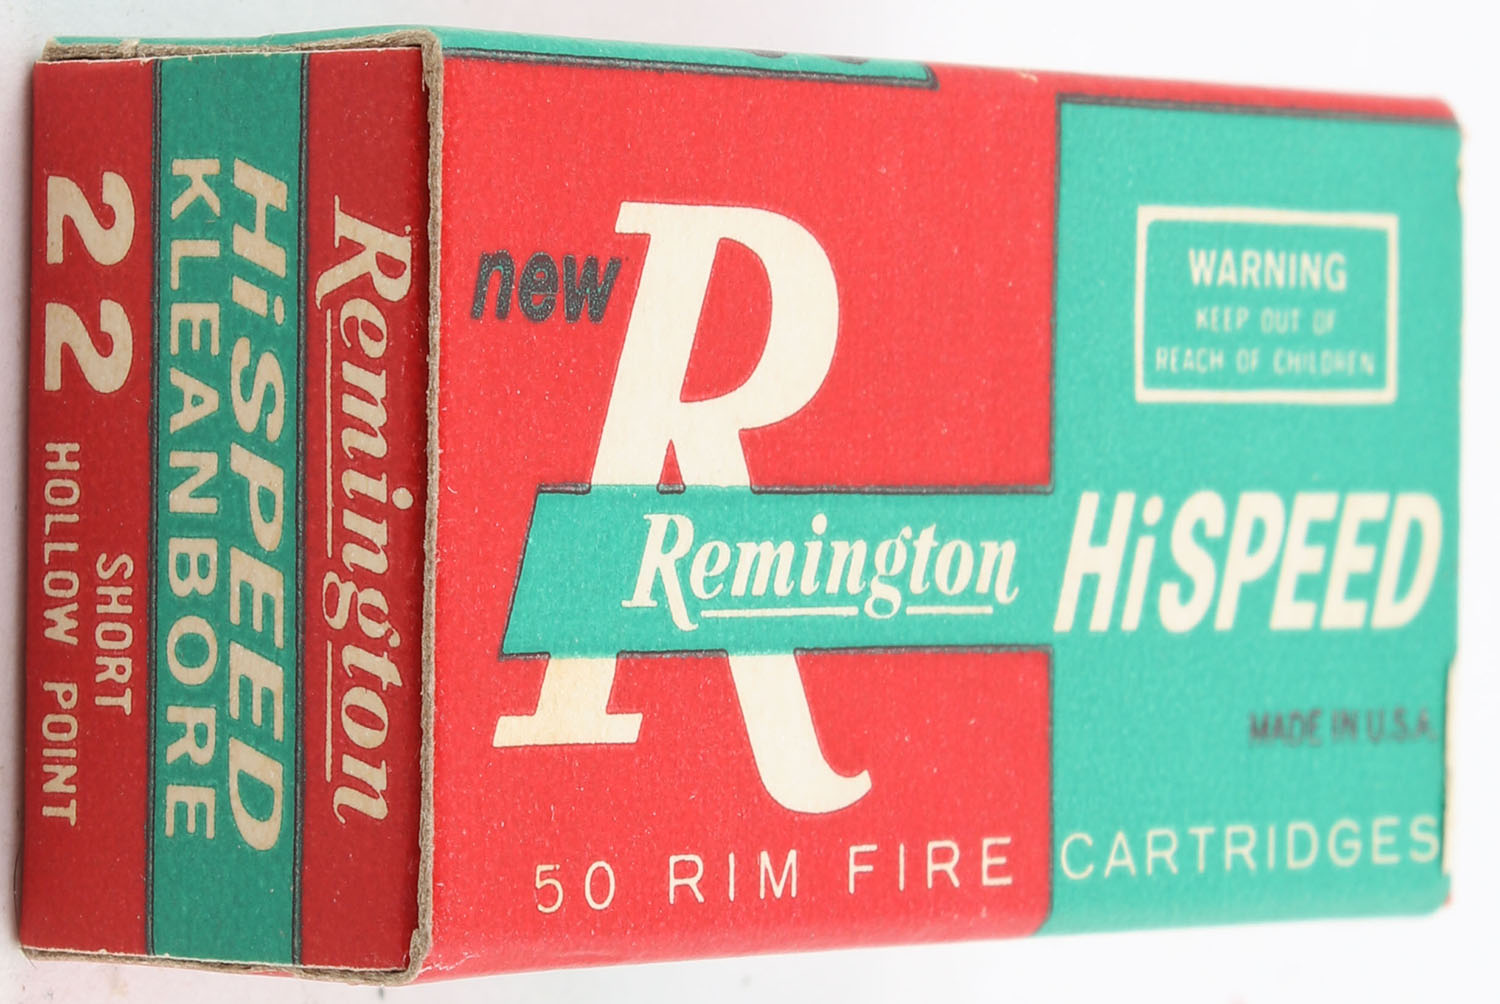 Remington
HiSPEED
KLEANBORE
22 SHORT
HOLLOW POINT
new R
Remington
HiSPEED
50 RIM FIRE CARTRIDGES
WARNING
KEEP OUT OF
REACH OF CHILDREN
MADE IN U.S.A.